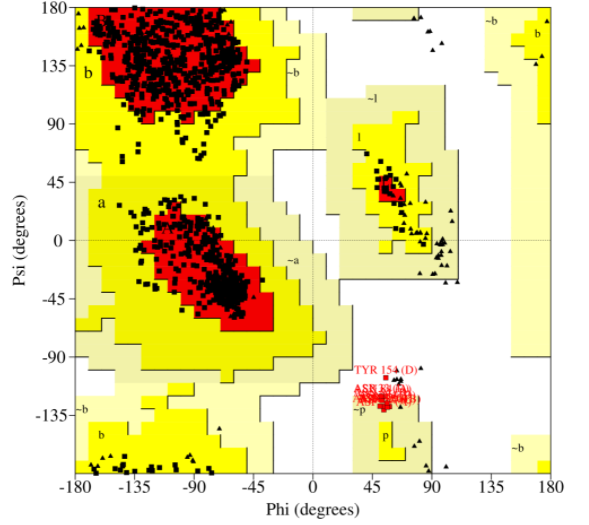 180
135
90
45
0
-45
-90
-135
Psi (degrees)
b
~b
~b
b
~l
l
a
~a
TYR 154 (D)
~b
b
~p
p
~b
-180
-135
-90
-45
0
45
90
135
180
Phi (degrees)